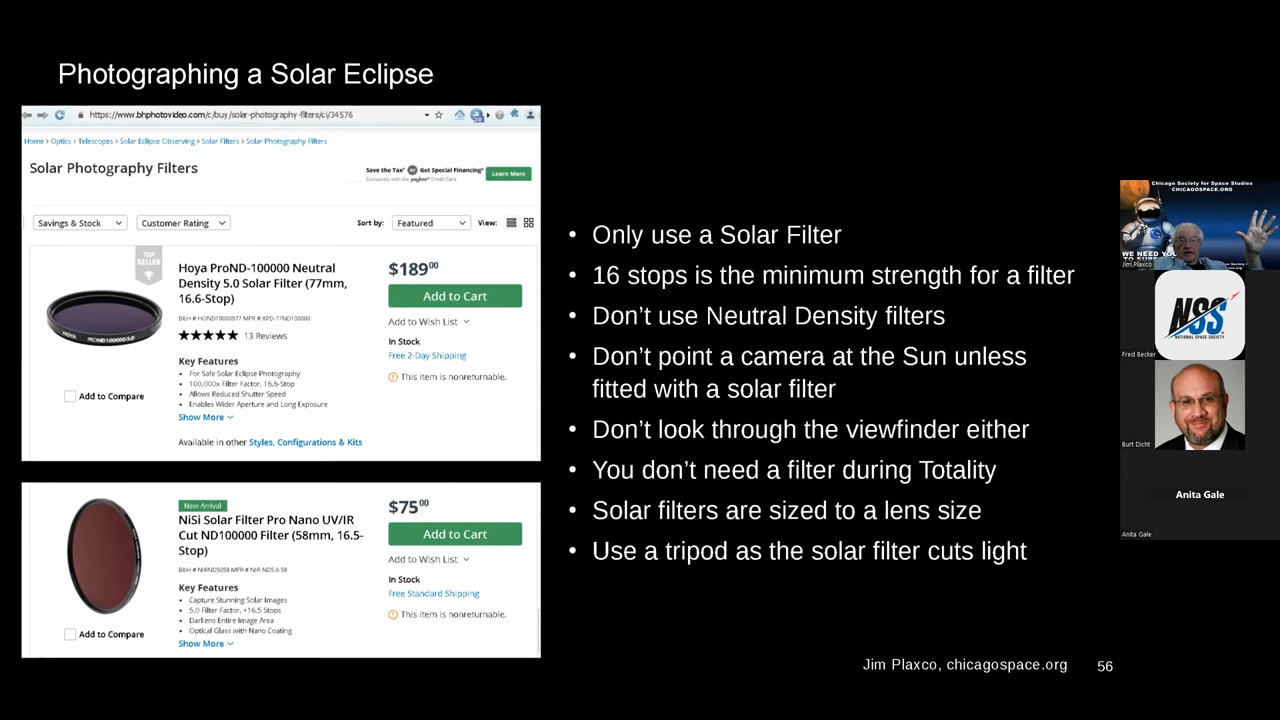 Photographing a Solar Eclipse
https://www.bhphotovideo.com/c/buy/solar-photography-filters/ci/34576
Home > Optics > Telescopes > Solar Eclipse Observing > Solar Filters > Solar Photography Filters
Solar Photography Filters
Save the Tax* or Get Special Financing*
Exclusively with the payboo Credit Card
Learn More
Savings & Stock
Customer Rating
Sort by:
Featured
View:
TOP
SELLER
Hoya ProND-100000 Neutral
Density 5.0 Solar Filter (77mm,
16.6-Stop)
B&H # HOND10000077 MFR # XPD-77ND100000
13 Reviews
Key Features
• For Safe Solar Eclipse Photography
• 100,000x Filter Factor, 16.6-Stop
• Allows Reduced Shutter Speed
• Enables Wider Aperture and Long Exposure
Show More
Available in other Styles, Configurations & Kits
Add to Compare
$189.00
Add to Cart
Add to Wish List
In Stock
Free 2-Day Shipping
This item is nonreturnable.
HOYA
PROND100000(5.0)
New Arrival
NiSi Solar Filter Pro Nano UV/IR
Cut ND100000 Filter (58mm, 16.5-
Stop)
B&H # NIRND5058 MFR # NIR-ND5.0-58
Key Features
• Capture Stunning Solar Images
• 5.0 Filter Factor, +16.5 Stops
• Darkens Entire Image Area
• Optical Glass with Nano Coating
Show More
Add to Compare
$75.00
Add to Cart
Add to Wish List
In Stock
Free Standard Shipping
This item is nonreturnable.
• Only use a Solar Filter
• 16 stops is the minimum strength for a filter
• Don’t use Neutral Density filters
• Don’t point a camera at the Sun unless
fitted with a solar filter
• Don’t look through the viewfinder either
• You don’t need a filter during Totality
• Solar filters are sized to a lens size
• Use a tripod as the solar filter cuts light
Jim Plaxco, chicagospace.org
56
Chicago Society for Space Studies
CHICAGOSPACE.ORG
WE NEED YOU
Jim Plaxco
NSS
NATIONAL SPACE SOCIETY
Fred Becker
Burt Dicht
Anita Gale
Anita Gale